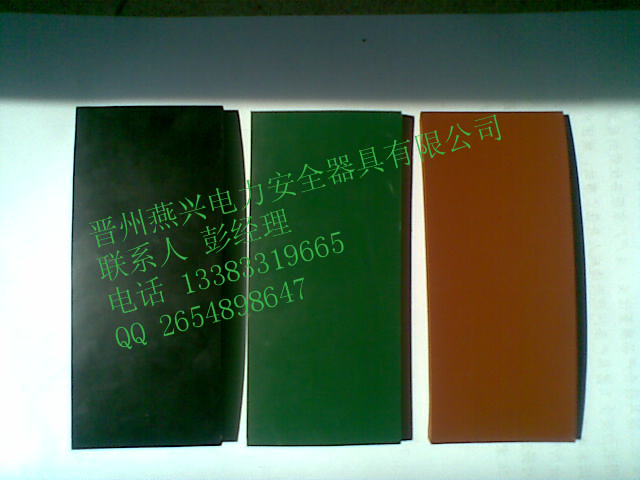 晋州燕兴电力安全器具有限公司
联系人 彭经理
电话 13383319665
QQ 2654898647